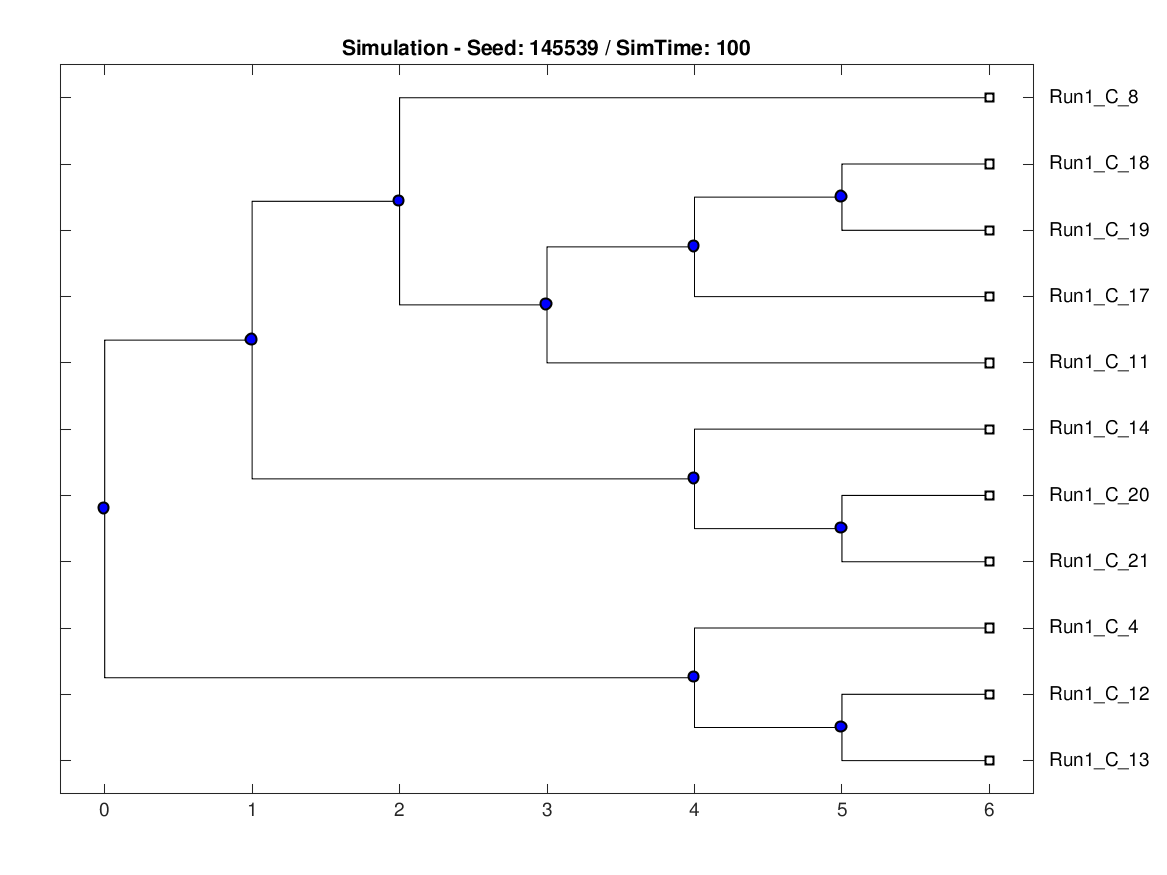 Simulation - Seed: 145539 / SimTime: 100
Run1_C_8
Run1_C_18
Run1_C_19
Run1_C_17
Run1_C_11
Run1_C_14
Run1_C_20
Run1_C_21
Run1_C_4
Run1_C_12
Run1_C_13
0 1 2 3 4 5 6